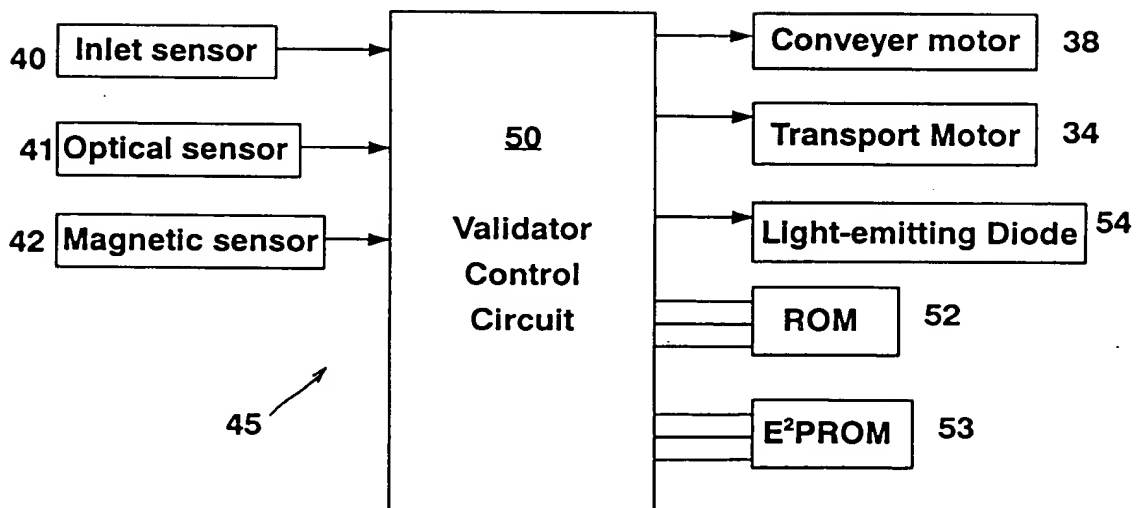 40 Inlet sensor
41 Optical sensor
42 Magnetic sensor
45
50
Validator
Control
Circuit
Conveyer motor 38
Transport Motor 34
Light-emitting Diode 54
ROM 52
E²PROM 53